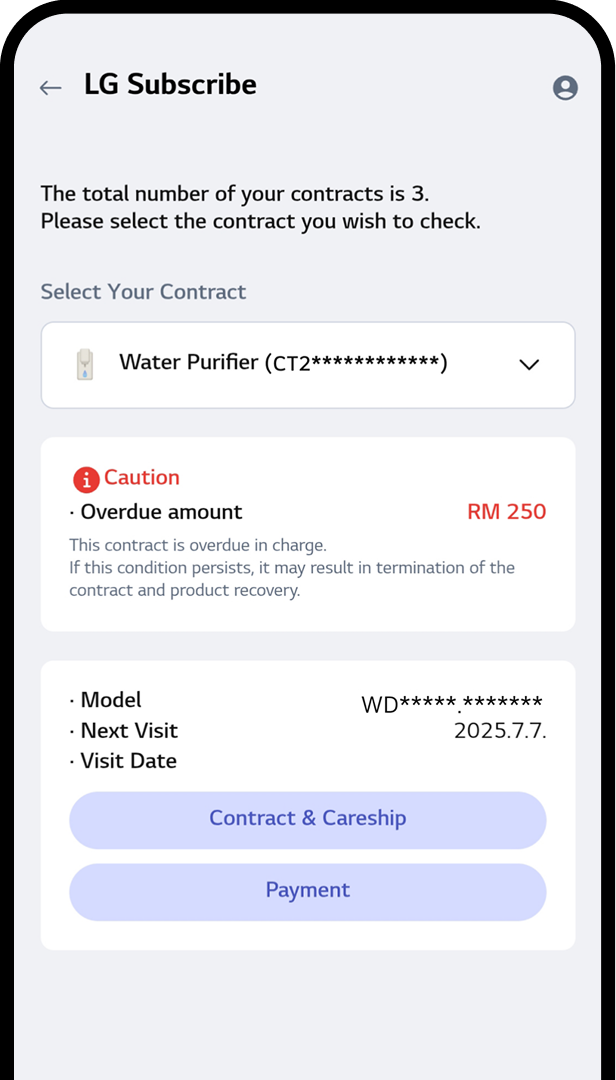 LG Subscribe
The total number of your contracts is 3.
Please select the contract you wish to check.
Select Your Contract
Water Purifier (CT2************)
Caution
· Overdue amount RM 250
This contract is overdue in charge.
If this condition persists, it may result in termination of the
contract and product recovery.
· Model WD*****.*******
· Next Visit 2025.7.7.
· Visit Date
Contract & Careship
Payment